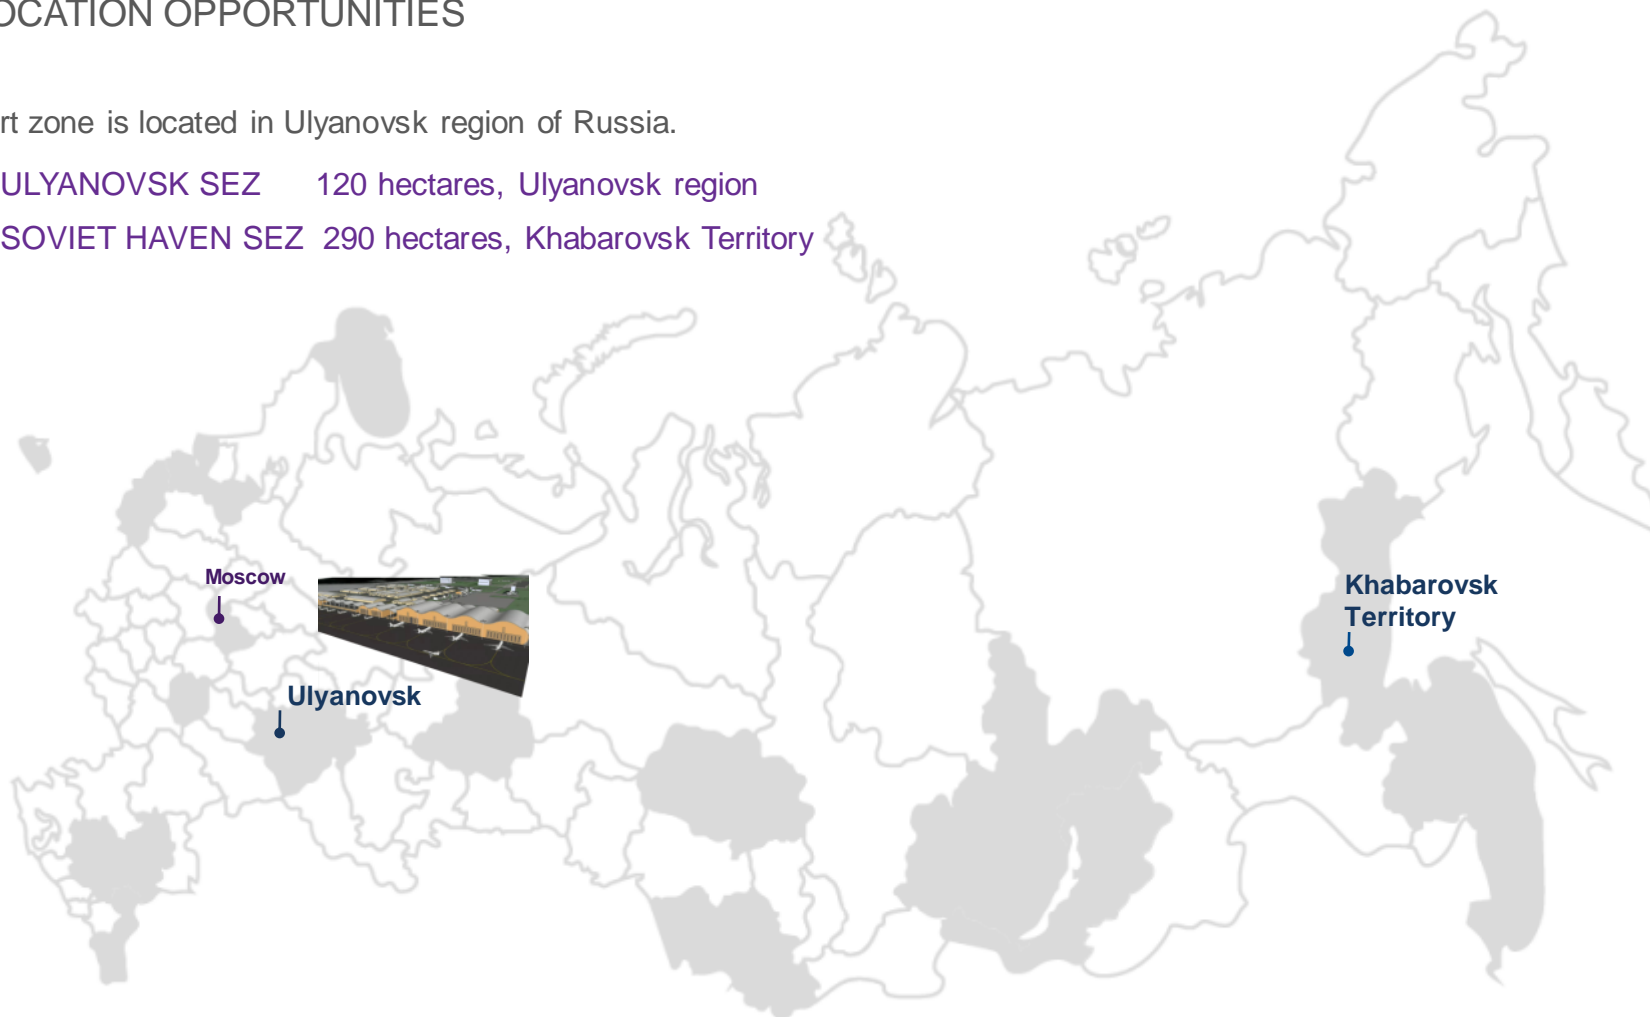 OCATION OPPORTUNITIES
rt zone is located in Ulyanovsk region of Russia.
ULYANOVSK SEZ 120 hectares, Ulyanovsk region
SOVIET HAVEN SEZ 290 hectares, Khabarovsk Territory
Moscow
Khabarovsk
Territory
Ulyanovsk